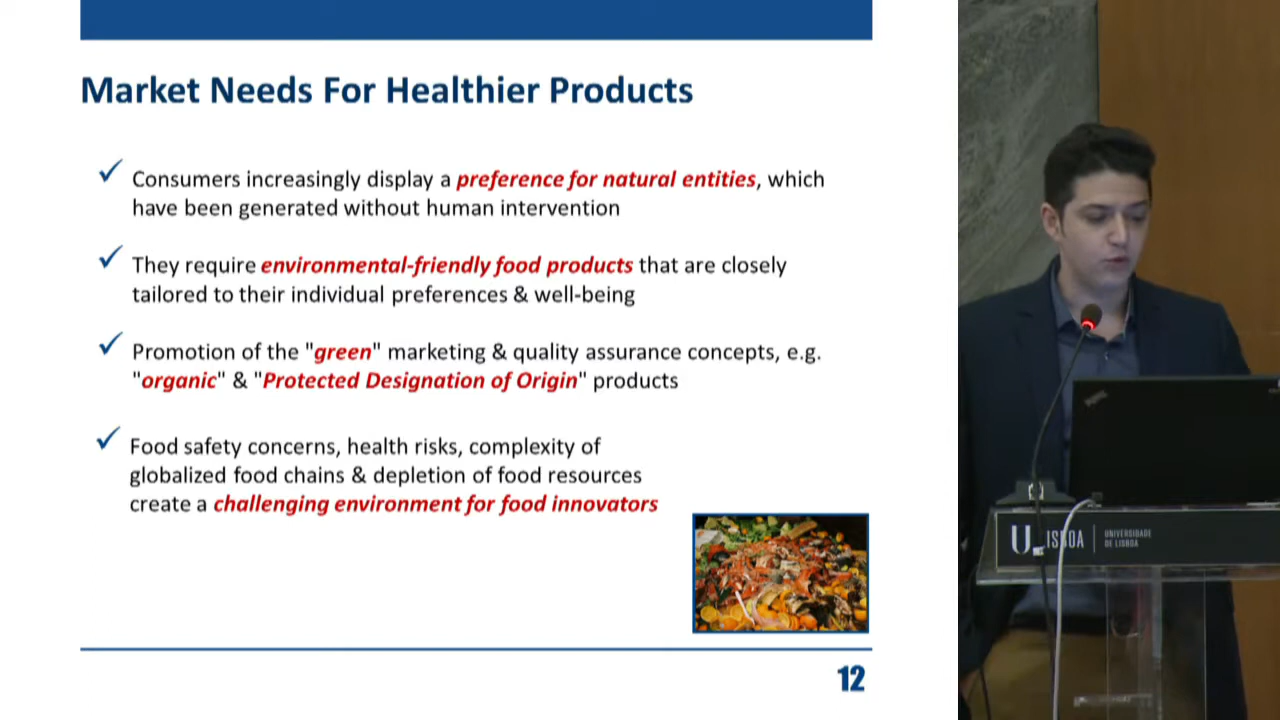 Market Needs For Healthier Products
✓ Consumers increasingly display a preference for natural entities, which
have been generated without human intervention
✓ They require environmental-friendly food products that are closely
tailored to their individual preferences & well-being
✓ Promotion of the "green" marketing & quality assurance concepts, e.g.
"organic" & "Protected Designation of Origin" products
✓ Food safety concerns, health risks, complexity of
globalized food chains & depletion of food resources
create a challenging environment for food innovators
12
U LISBOA
UNIVERSIDADE
DE LISBOA